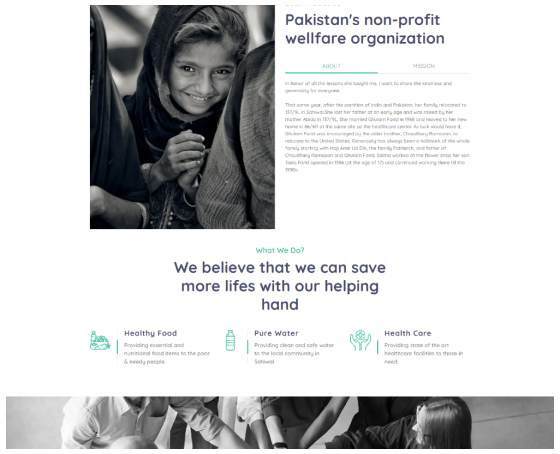 Pakistan's non-profit
wellfare organization
ABOUT
MISSION
In honor of all the lessons she taught me, I want to share the kindness and
generosity for everyone.
That same year, after the partition of India and Pakistan, her family relocated to
137/9L, in Sahiwal.She lost her father at an early age and was raised by her
mother Abida in 137/9L. She married Ghulam Farid in 1968 and moved to her new
home in 86/6R at the same site as the healthcare center. As luck would have it,
Ghulam Farid was encouraged by the older brother, Choudhary Ramazan, to
relocate to the United States. Generosity has always been a hallmark of the whole
family starting with Haji Amir Ud Din, the family Patriarch, and father of
Choudhary Ramazan and Ghulam Farid. Salma worked at the flower shop her son
Tariq Farid opened in 1986 (at the age of 17) and continued working there till the
1990s.
What We Do?
We believe that we can save
more lifes with our helping
hand
Healthy Food
Providing essential and
nutritional food items to the poor
& needy people.
Pure Water
Providing clean and safe water
to the local community in
Sahiwal.
Health Care
Providing state of the art
healthcare facilities to those in
need.